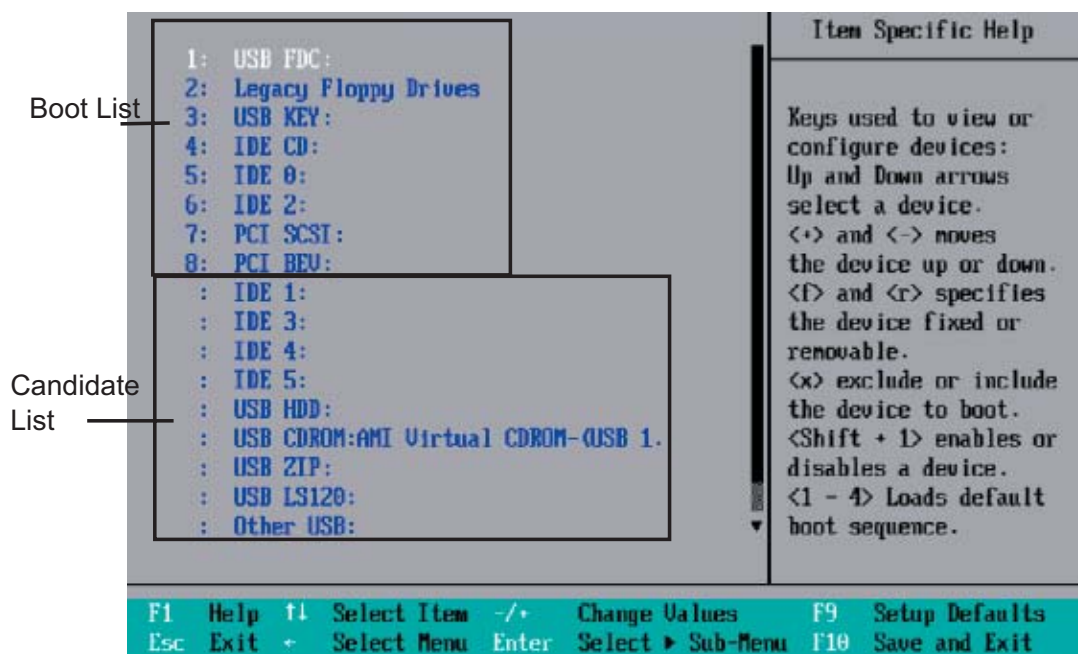 Item Specific Help
1: USB FDC:
2: Legacy Floppy Drives
3: USB KEY:
4: IDE CD:
5: IDE 0:
6: IDE 2:
7: PCI SCSI:
8: PCI BEV:
: IDE 1:
: IDE 3:
: IDE 4:
: IDE 5:
: USB HDD:
: USB CDROM:AMI Virtual CDROM-(USB 1.
: USB ZIP:
: USB LS120:
: Other USB:
Boot List
Candidate
List
Keys used to view or
configure devices:
Up and Down arrows
select a device.
<+> and <-> moves
the device up or down.
<f> and <r> specifies
the device fixed or
removable.
<x> exclude or include
the device to boot.
<Shift + 1> enables or
disables a device.
<1 - 4> Loads default
boot sequence.
F1 Help ↑↓ Select Item -/+ Change Values F9 Setup Defaults
Esc Exit ← Select Menu Enter Select ▶ Sub-Menu F10 Save and Exit